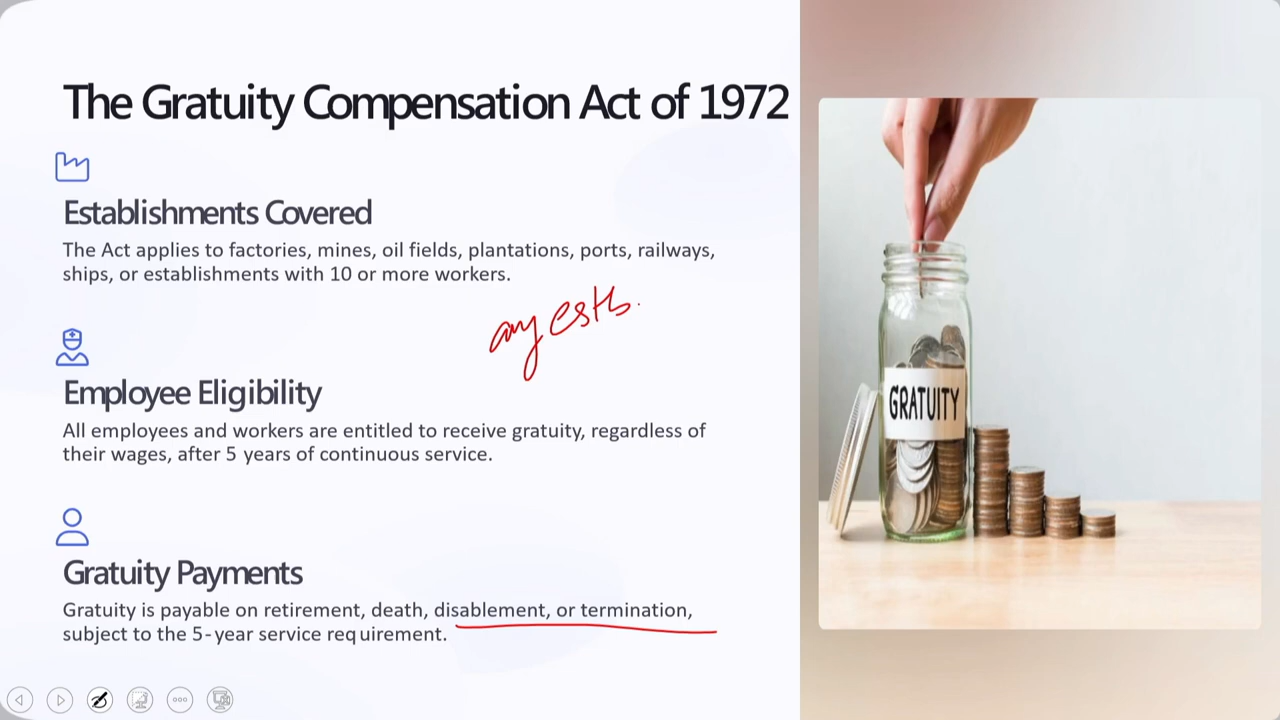 The Gratuity Compensation Act of 1972
Establishments Covered
The Act applies to factories, mines, oil fields, plantations, ports, railways,
ships, or establishments with 10 or more workers.
any estb.
Employee Eligibility
All employees and workers are entitled to receive gratuity, regardless of
their wages, after 5 years of continuous service.
Gratuity Payments
Gratuity is payable on retirement, death, disablement, or termination,
subject to the 5-year service requirement.
GRATUITY